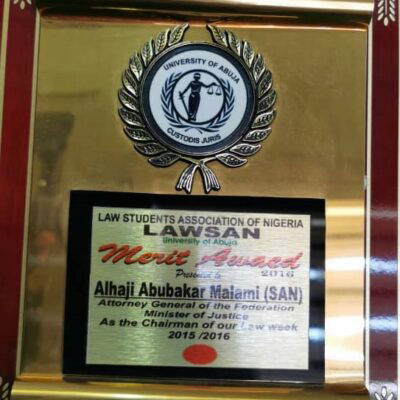 UNIVERSITY OF ABUJA
CUSTODIS JURIS
LAW STUDENTS ASSOCIATION OF NIGERIA
LAWSAN
University of Abuja
Merit Award
Presented to 2016
Alhaji Abubakar Malami (SAN)
Attorney General of the Federation
Minister of Justice
As the Chairman of our Law week
2015 /2016